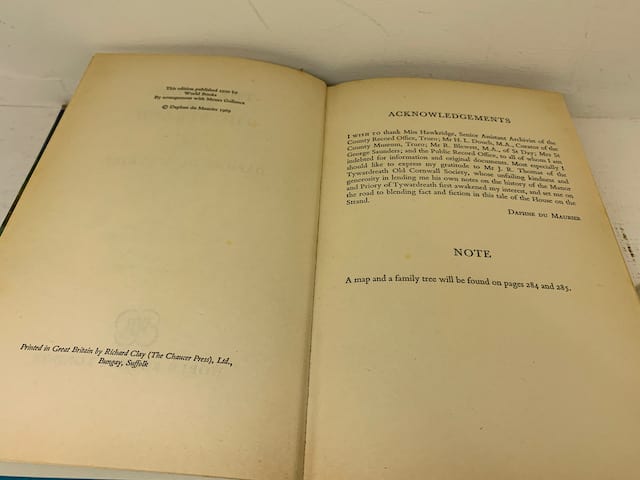 This edition published 1970 by
World Books
By arrangement with Messrs Gollancz
© Daphne du Maurier 1969
Printed in Great Britain by Richard Clay (The Chaucer Press), Ltd.,
Bungay, Suffolk
ACKNOWLEDGEMENTS
I WISH TO thank Miss Hawkridge, Senior Assistant Archivist of the
County Record Office, Truro; Mr H. L. Douch, M.A., Curator of the
County Museum, Truro; Mr R. Blewett, M.A., of St Day; Mrs St
George Saunders; and the Public Record Office, to all of whom I am
indebted for information and original documents. Most especially I
should like to express my gratitude to Mr J. R. Thomas of the
Tywardreath Old Cornwall Society, whose unfailing kindness and
generosity in lending me his own notes on the history of the Manor
and Priory of Tywardreath first awakened my interest, and set me on
the road to blending fact and fiction in this tale of the House on the
Strand.
DAPHNE DU MAURIER
NOTE
A map and a family tree will be found on pages 284 and 285.